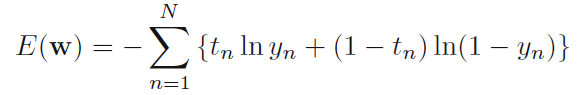 E(w) = − ∑_{n=1}^{N} {t_n ln y_n + (1 − t_n) ln(1 − y_n)}